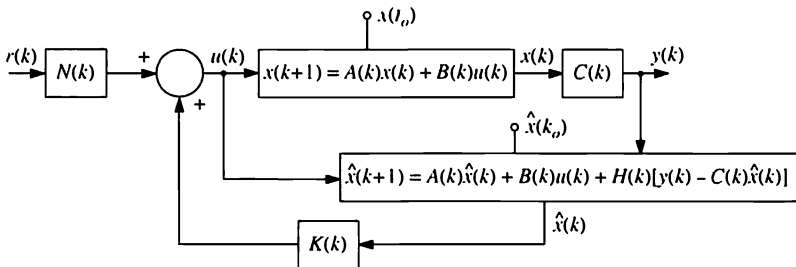 x(t_o)
r(k)
N(k)
+
+
u(k)
x(k+1) = A(k)x(k) + B(k)u(k)
x(k)
C(k)
y(k)
x̂(k_o)
x̂(k+1) = A(k)x̂(k) + B(k)u(k) + H(k)[y(k) – C(k)x̂(k)]
x̂(k)
K(k)